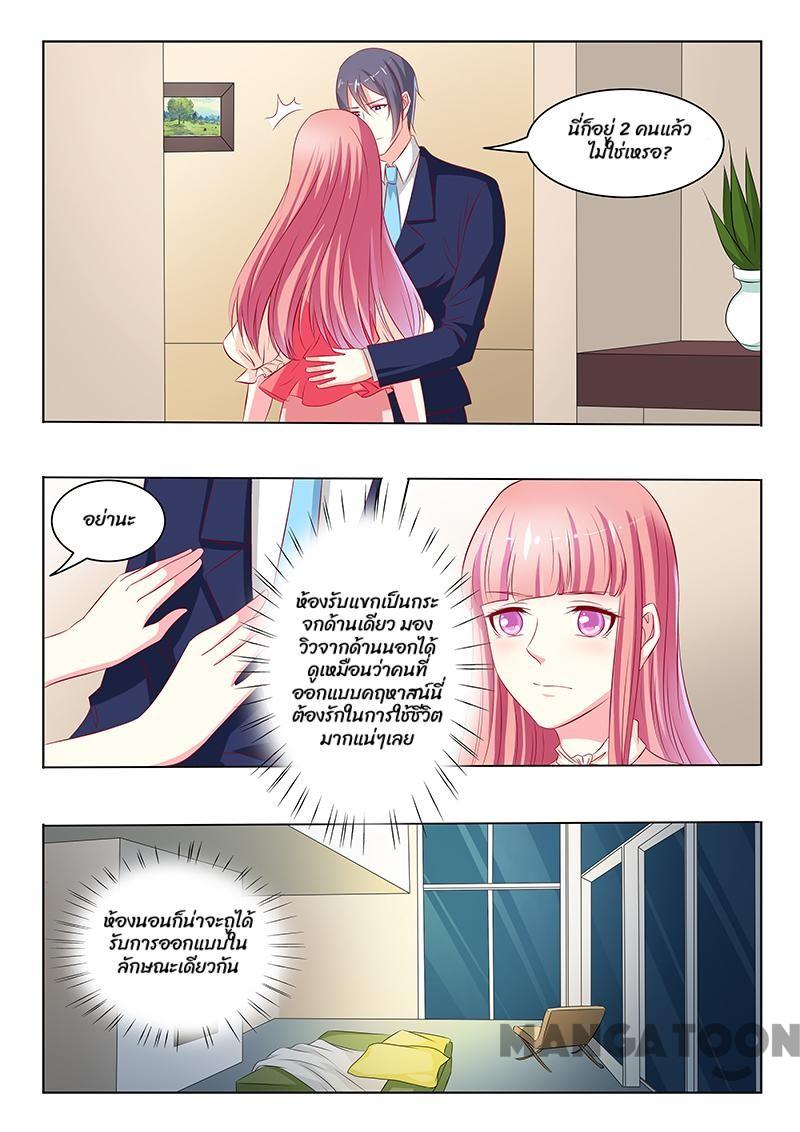 นี่ก็อยู่ 2 คนแล้ว
ไม่ใช่เหรอ?
อย่านะ
ห้องรับแขกเป็นกระ
จกด้านเดียว มอง
วิวจากด้านนอกได้
ดูเหมือนว่าคนที่
ออกแบบคฤหาสน์นี่
ต้องรักในการใช้ชีวิต
มากแน่ๆเลย
ห้องนอนก็น่าจะถูได้
รับการออกแบบใน
ลักษณะเดียวกัน
MANGATOON